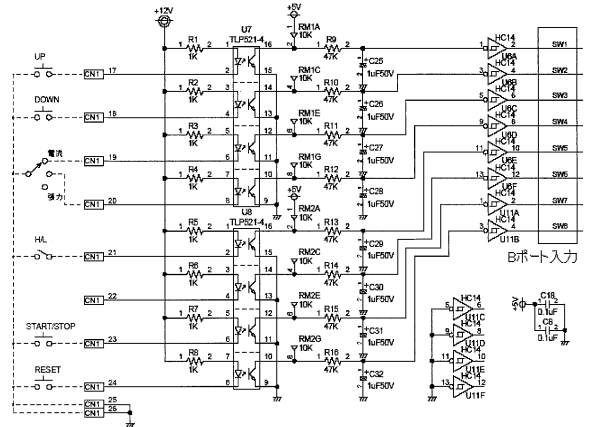 +12V
U7
TLP521-4
+5V
RM1A
10K
R1
1K
R9
47K
C25
1uF50V
HC14
U6A
SW1
UP
CN1
17
R2
1K
RM1C
10K
R10
47K
C26
1uF50V
HC14
U6B
SW2
DOWN
CN1
18
R3
1K
RM1E
10K
R11
47K
C27
1uF50V
HC14
U6C
SW3
電流
CN1
19
R4
1K
RM1G
10K
R12
47K
C28
1uF50V
HC14
U6D
SW4
張力
CN1
20
U8
TLP521-4
+5V
RM2A
10K
R5
1K
R13
47K
C29
1uF50V
HC14
U6E
SW5
H/L
CN1
21
R6
1K
RM2C
10K
R14
47K
C30
1uF50V
HC14
U6F
SW6
CN1
22
R7
1K
RM2E
10K
R15
47K
C31
1uF50V
HC14
U11A
SW7
START/STOP
CN1
23
R8
1K
RM2G
10K
R16
47K
C32
1uF50V
HC14
U11B
SW8
RESET
CN1
24
CN1
25
CN1
26
Bポート入力
HC14
U11C
HC14
U11D
HC14
U11E
HC14
U11F
+5V
C18
0.1uF
C6
0.1uF